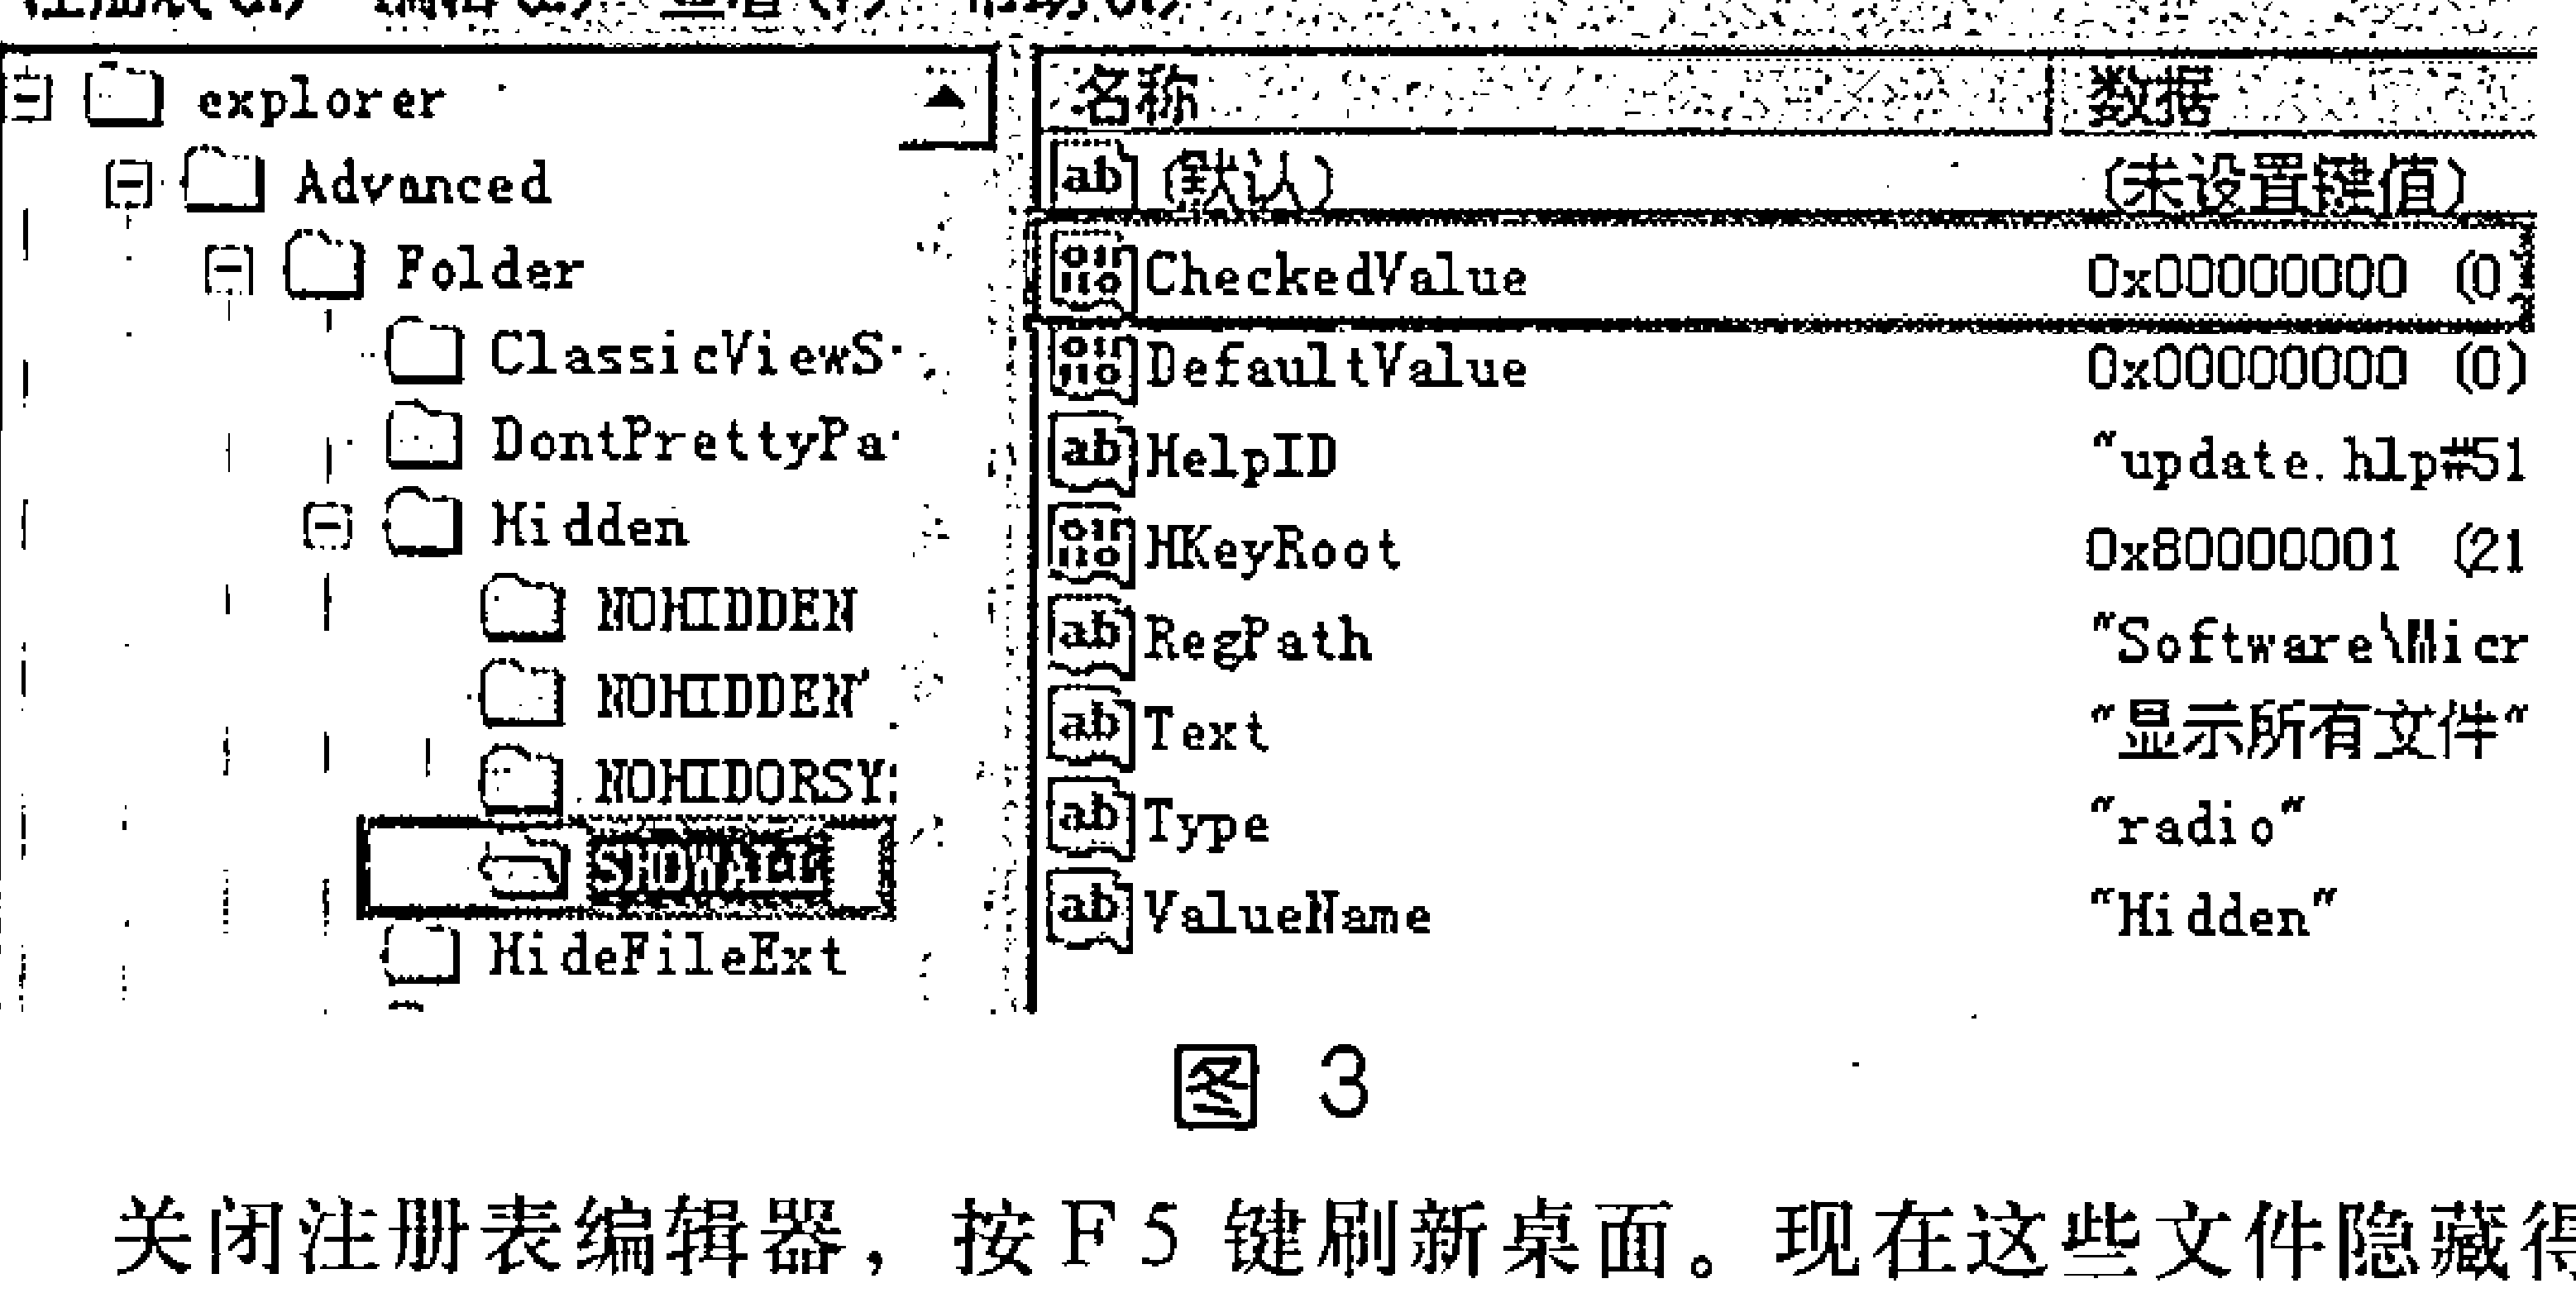 explorer
Advanced
Folder
ClassicViewS
DontPrettyPa
Hidden
NOHIDDEN
NOHIDDEN
NOHIDORSY
SHOWALL
HideFileExt
名称 数据
(默认) (未设置键值)
CheckedValue 0x00000000 (0
DefaultValue 0x00000000 (0)
HelpID "update.hlp#51
HKeyRoot 0x80000001 (21
RegPath "Software\Micr
Text "显示所有文件"
Type "radio"
ValueName "Hidden"
图 3
关闭注册表编辑器，按F5 键刷新桌面。现在这些文件隐藏得